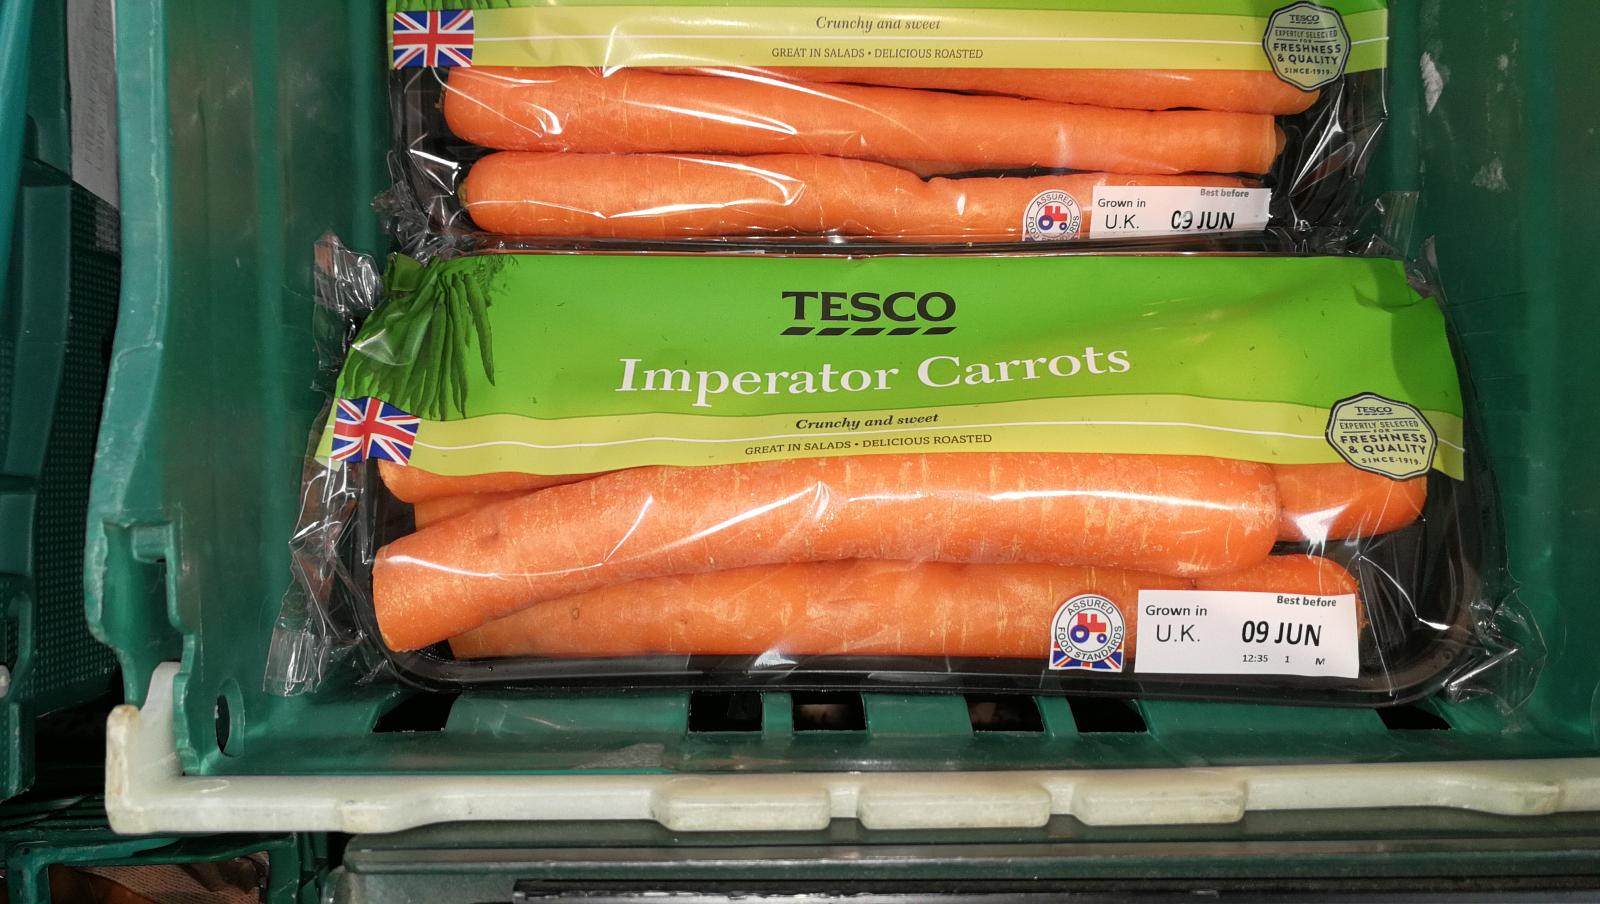 Crunchy and sweet
GREAT IN SALADS • DELICIOUS ROASTED
TESCO
EXPERTLY SELECTED
FOR
FRESHNESS
& QUALITY
SINCE·1919·
ASSURED
FOOD STANDARDS
Grown in
U.K.
Best before
09 JUN
TESCO
Imperator Carrots
Crunchy and sweet
GREAT IN SALADS • DELICIOUS ROASTED
TESCO
EXPERTLY SELECTED
FOR
FRESHNESS
& QUALITY
SINCE·1919·
ASSURED
FOOD STANDARDS
Grown in
U.K.
Best before
09 JUN
12:35 1 M